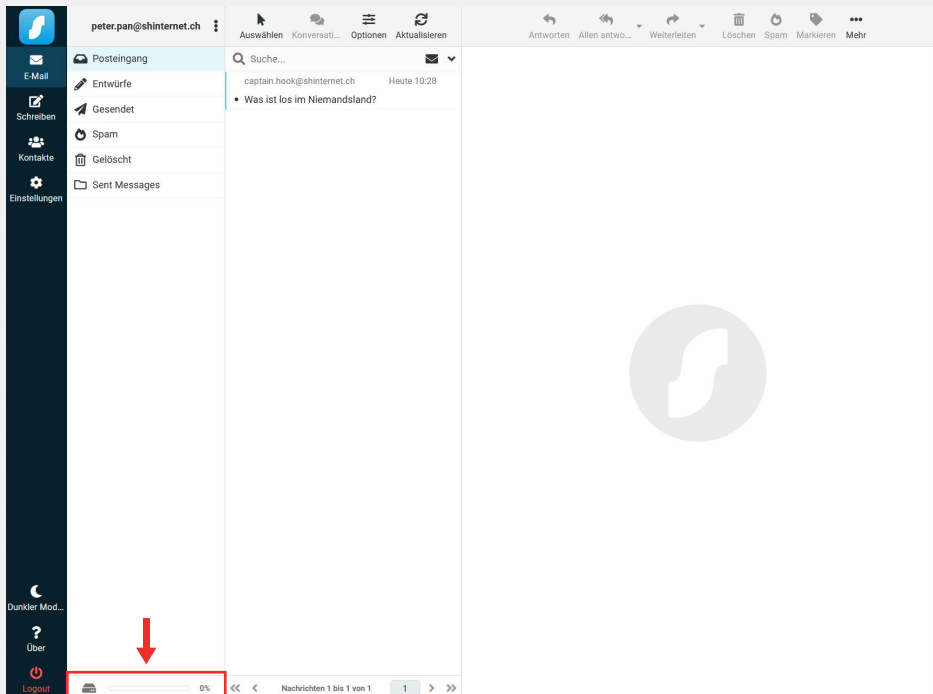 peter.pan@shinternet.ch
Auswählen Konversati... Optionen Aktualisieren
Antworten Allen antwo... Weiterleiten Löschen Spam Markieren Mehr
E-Mail
Schreiben
Kontakte
Einstellungen
Posteingang
Entwürfe
Gesendet
Spam
Gelöscht
Sent Messages
Suche...
captain.hook@shinternet.ch Heute 10:28
• Was ist los im Niemandsland?
Dunkler Mod...
Über
Logout
0%
Nachrichten 1 bis 1 von 1 1